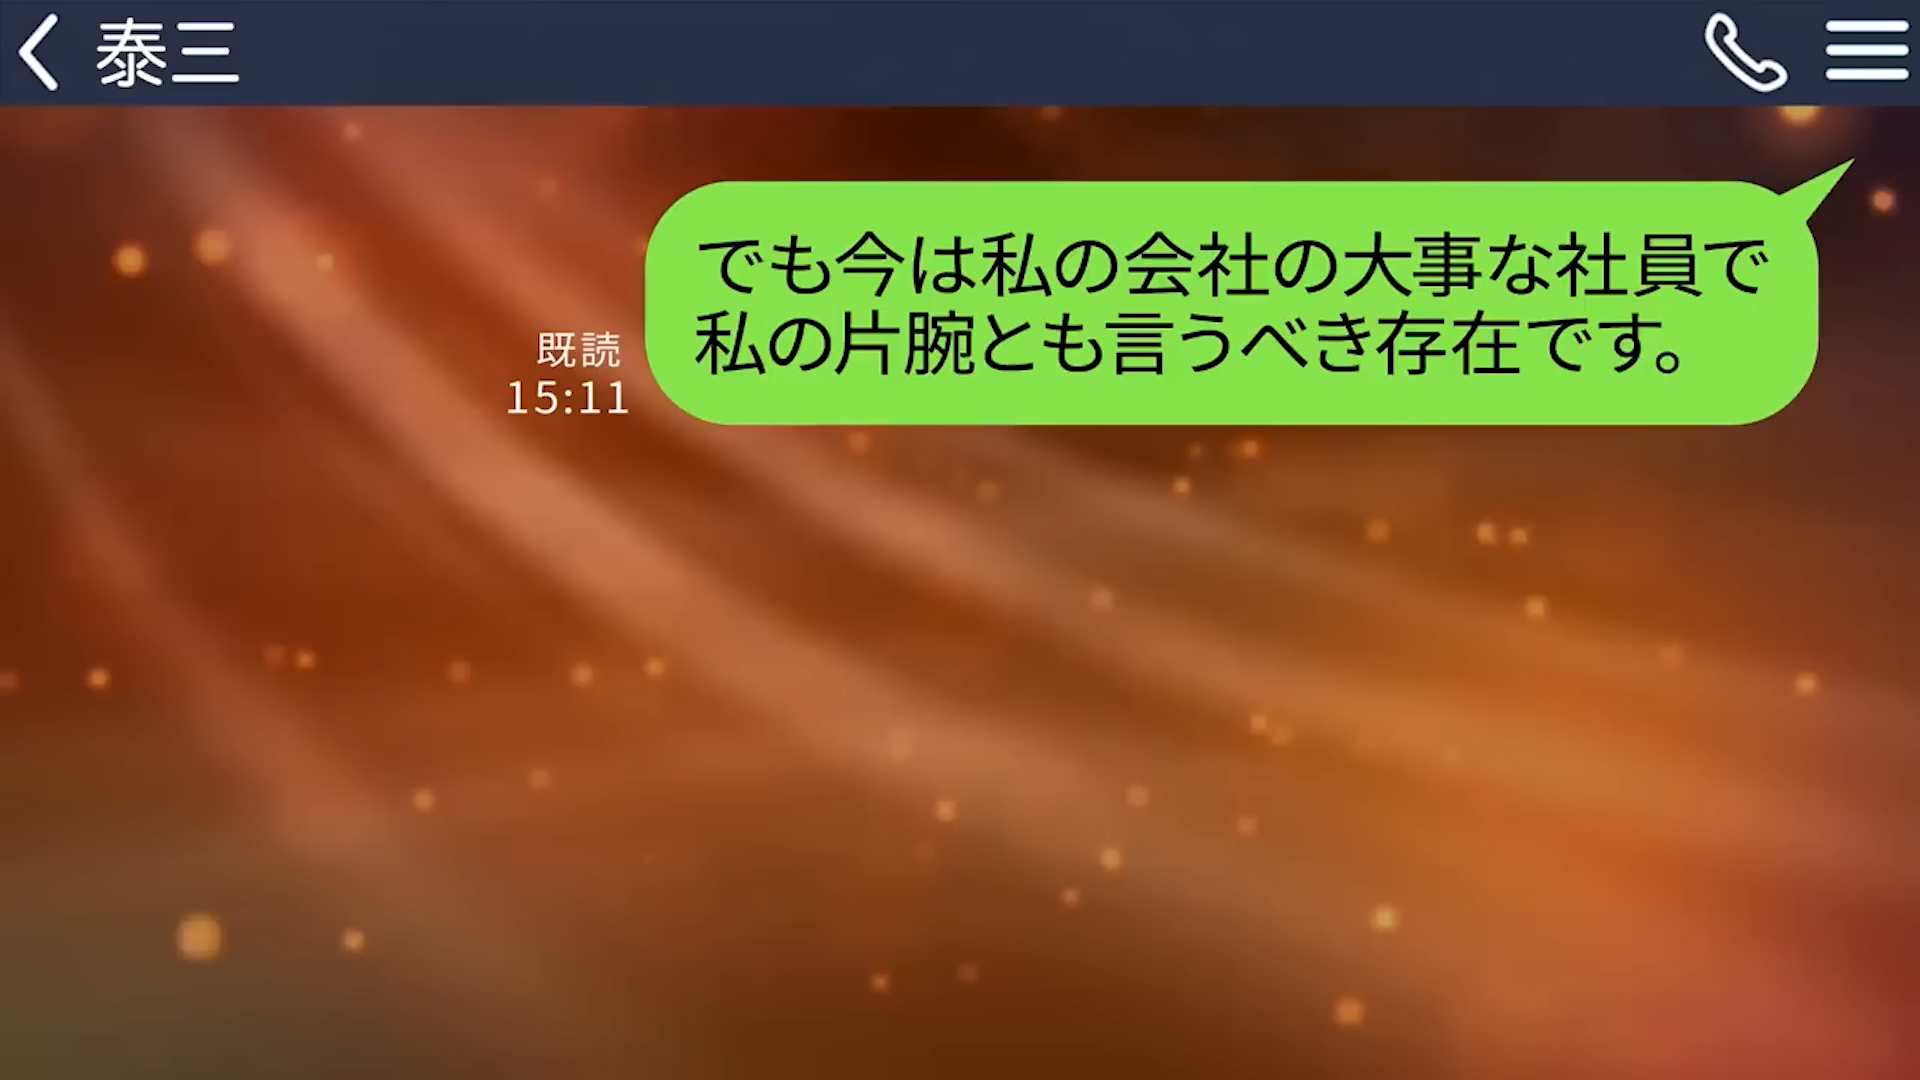 泰三
でも今は私の会社の大事な社員で
私の片腕とも言うべき存在です。
既読
15:11